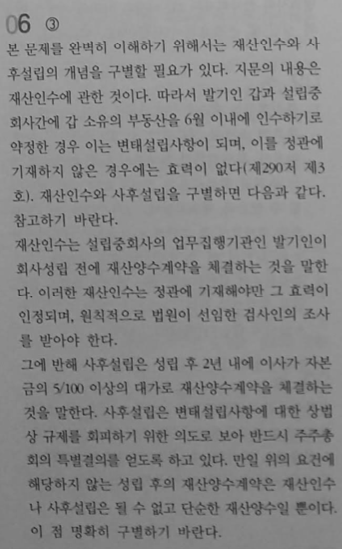 06 ③
본 문제를 완벽히 이해하기 위해서는 재산인수와 사
후설립의 개념을 구별할 필요가 있다. 지문의 내용은
재산인수에 관한 것이다. 따라서 발기인 갑과 설립중
회사간에 갑 소유의 부동산을 6월 이내에 인수하기로
약정한 경우 이는 변태설립사항이 되며, 이를 정관에
기재하지 않은 경우에는 효력이 없다(제290저 제3
호). 재산인수와 사후설립을 구별하면 다음과 같다.
참고하기 바란다.
재산인수는 설립중회사의 업무집행기관인 발기인이
회사성립 전에 재산양수계약을 체결하는 것을 말한
다. 이러한 재산인수는 정관에 기재해야만 그 효력이
인정되며, 원칙적으로 법원이 선임한 검사인의 조사
를 받아야 한다.
그에 반해 사후설립은 성립 후 2년 내에 이사가 자본
금의 5/100 이상의 대가로 재산양수계약을 체결하는
것을 말한다. 사후설립은 변태설립사항에 대한 상법
상 규제를 회피하기 위한 의도로 보아 반드시 주주총
회의 특별결의를 얻도록 하고 있다. 만일 위의 요건에
해당하지 않는 성립 후의 재산양수계약은 재산인수
나 사후설립은 될 수 없고 단순한 재산양수일 뿐이다.
이 점 명확히 구별하기 바란다.